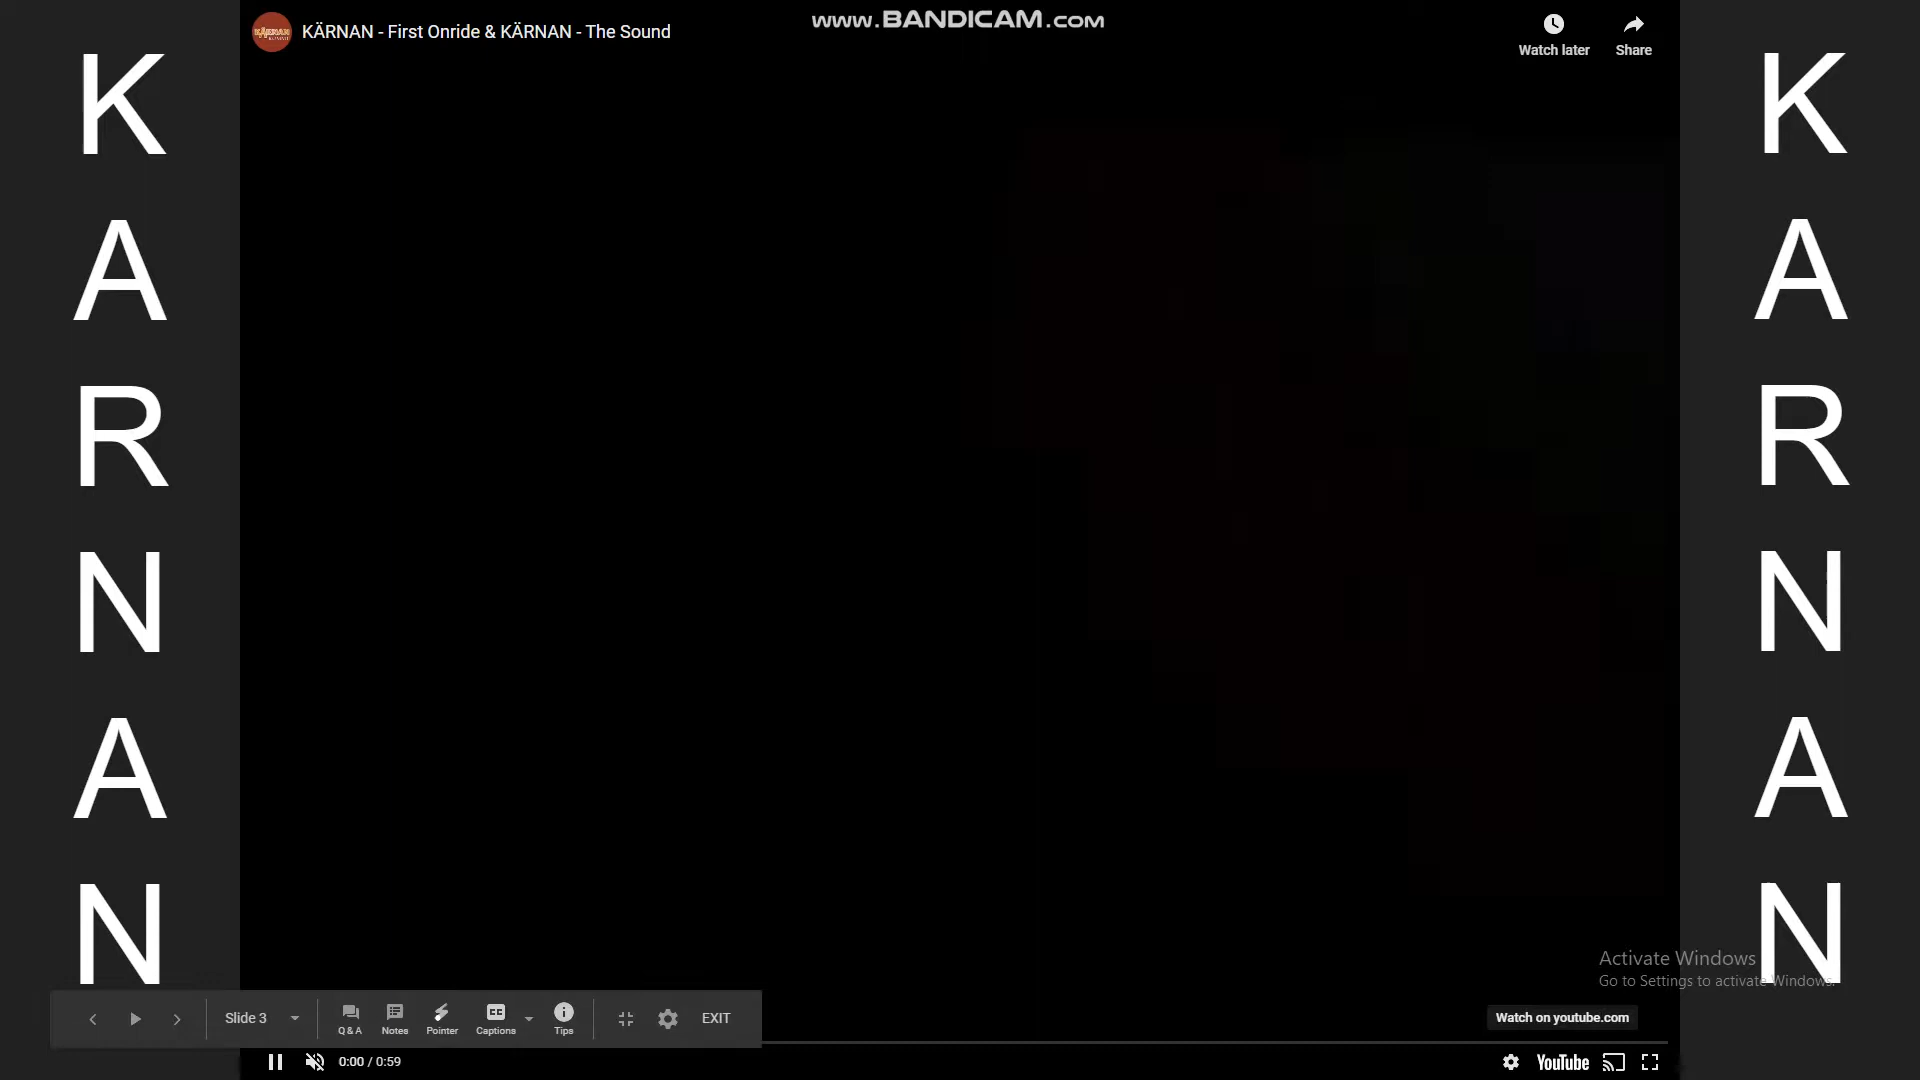 www.BANDICAM.com
KÄRNAN
KÄRNAN - First Onride & KÄRNAN - The Sound
Watch later
Share
K
A
R
N
A
N
K
A
R
N
A
N
Activate Windows
Go to Settings to activate Windows.
Slide 3
Q & A
Notes
Pointer
Captions
Tips
EXIT
Watch on youtube.com
0:00 / 0:59
YouTube